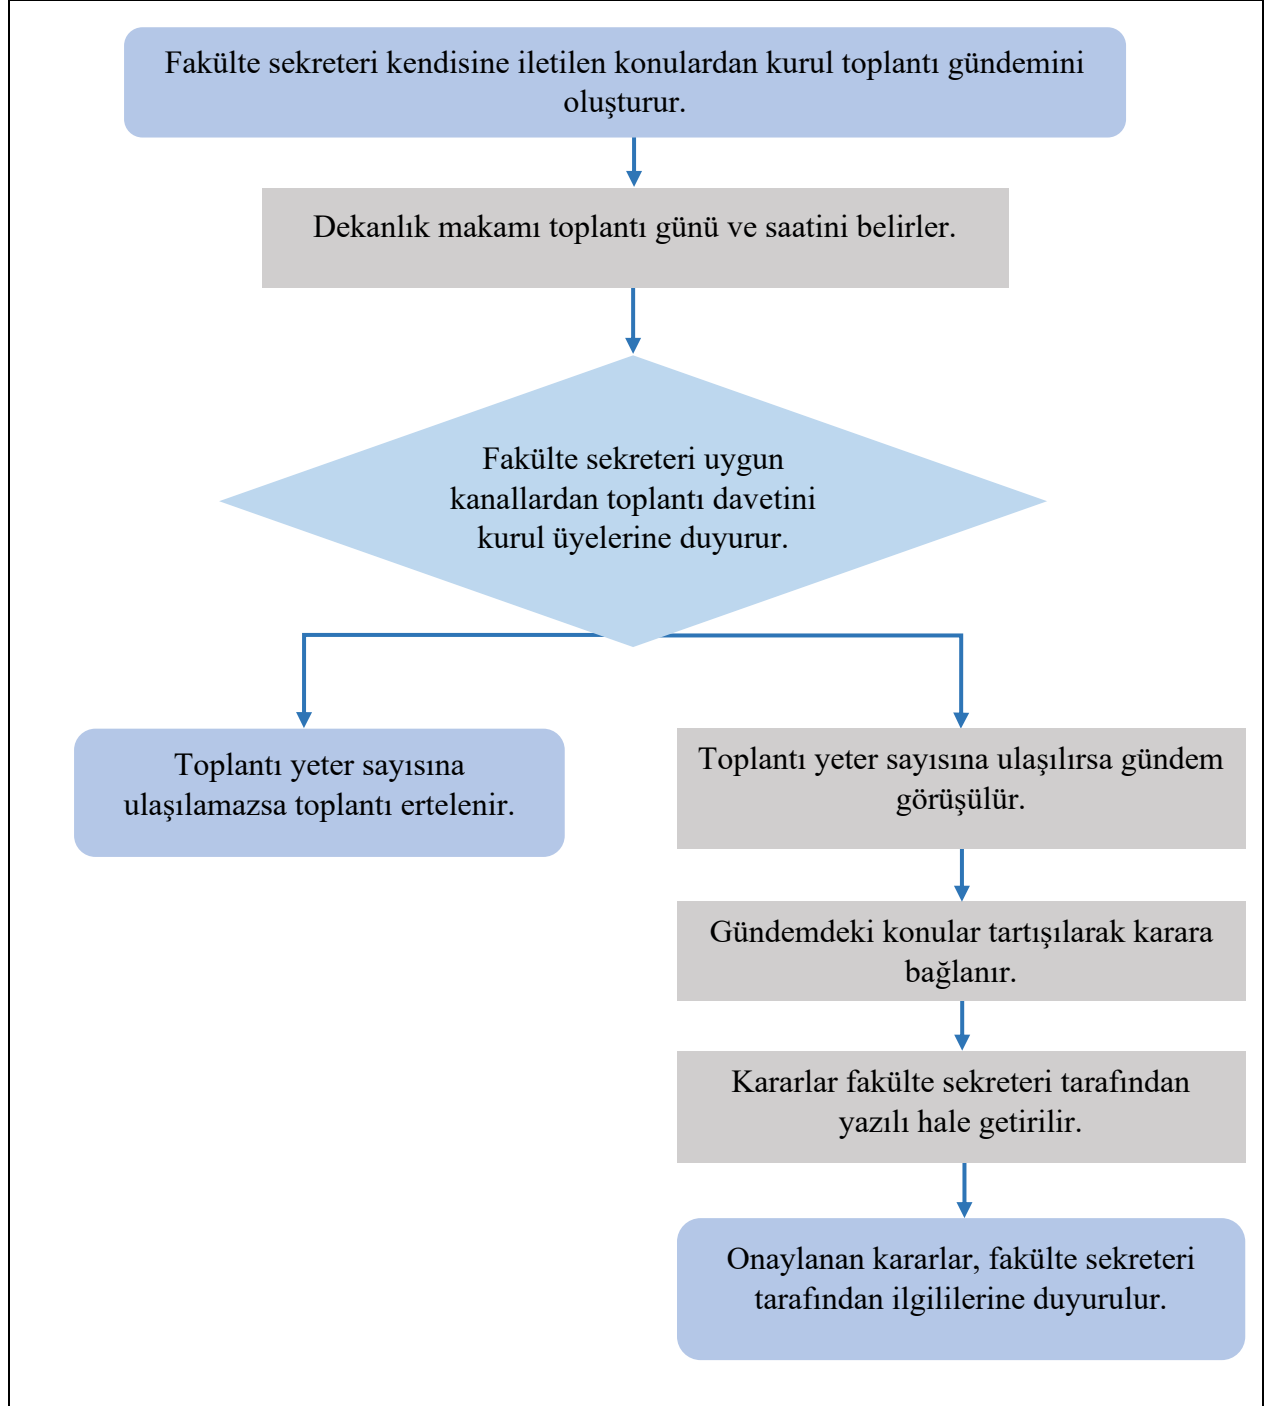 Fakülte sekreteri kendisine iletilen konulardan kurul toplantı gündemini
oluşturur.
Dekanlık makamı toplantı günü ve saatini belirler.
Fakülte sekreteri uygun
kanallardan toplantı davetini
kurul üyelerine duyurur.
Toplantı yeter sayısına
ulaşılamazsa toplantı ertelenir.
Toplantı yeter sayısına ulaşılırsa gündem
görüşülür.
Gündemdeki konular tartışılarak karara
bağlanır.
Kararlar fakülte sekreteri tarafından
yazılı hale getirilir.
Onaylanan kararlar, fakülte sekreteri
tarafından ilgililerine duyurulur.